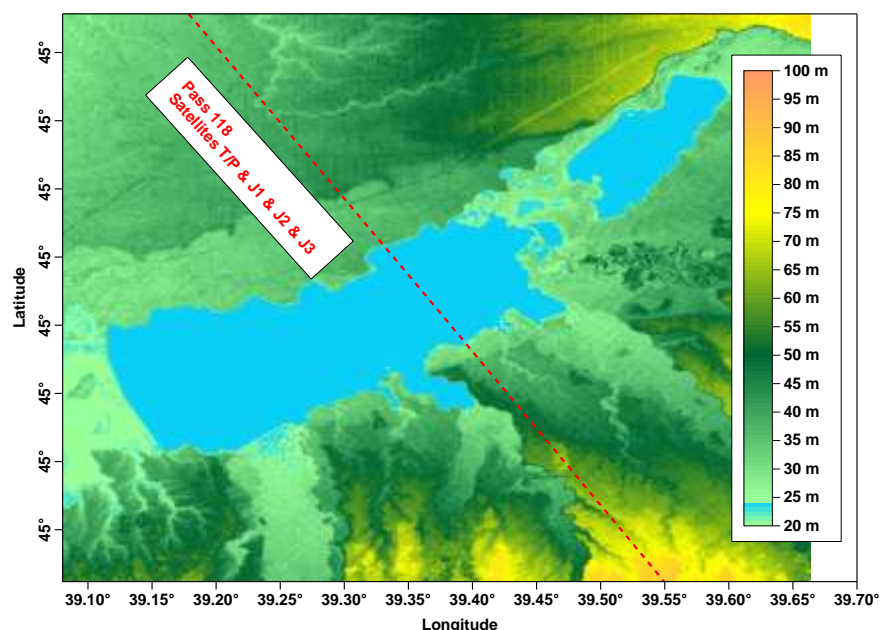 Pass 118
Satellites T/P & J1 & J2 & J3
100 m
95 m
90 m
85 m
80 m
75 m
70 m
65 m
60 m
55 m
50 m
45 m
40 m
35 m
30 m
25 m
20 m
Latitude
45°
45°
45°
45°
45°
45°
45°
45°
39.10°
39.15°
39.20°
39.25°
39.30°
39.35°
39.40°
39.45°
39.50°
39.55°
39.60°
39.65°
39.70°
Longitude